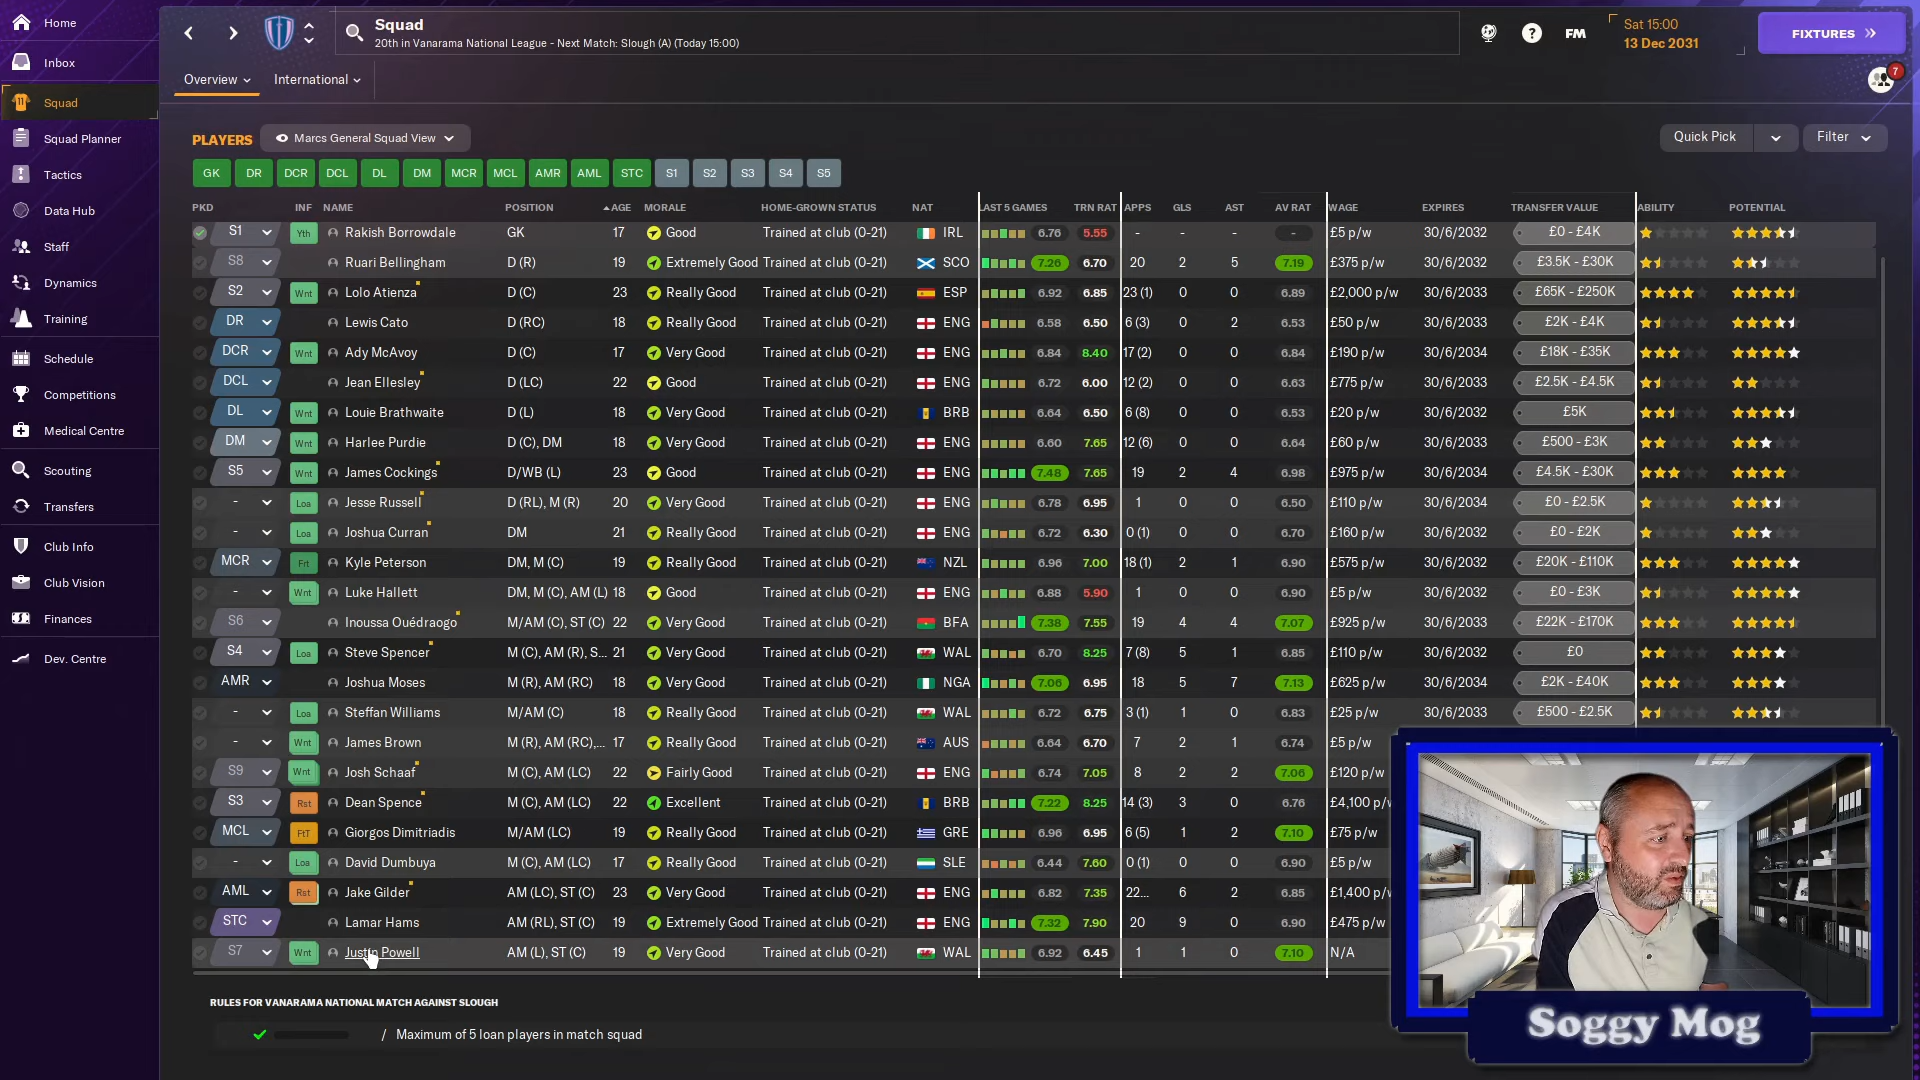 Home
Inbox
Squad
Squad Planner
Tactics
Data Hub
Staff
Dynamics
Training
Schedule
Competitions
Medical Centre
Scouting
Transfers
Club Info
Club Vision
Finances
Dev. Centre
Squad
20th in Vanarama National League - Next Match: Slough (A) (Today 15:00)
FM
Sat 15:00
13 Dec 2031
FIXTURES
7
Overview International
PLAYERS Marcs General Squad View Quick Pick Filter
GK DR DCR DCL DL DM MCR MCL AMR AML STC S1 S2 S3 S4 S5
PKD INF NAME POSITION AGE MORALE HOME-GROWN STATUS NAT LAST 5 GAMES TRN RAT APPS GLS AST AV RAT WAGE EXPIRES TRANSFER VALUE ABILITY POTENTIAL
S1 Yth Rakish Borrowdale GK 17 Good Trained at club (0-21) IRL 6.76 5.55 - - - - £5 p/w 30/6/2032 £0 - £4K
S8 Ruari Bellingham D (R) 19 Extremely Good Trained at club (0-21) SCO 7.26 6.70 20 2 5 7.19 £375 p/w 30/6/2032 £3.5K - £30K
S2 Wnt Lolo Atienza D (C) 23 Really Good Trained at club (0-21) ESP 6.92 6.85 23 (1) 0 0 6.89 £2,000 p/w 30/6/2033 £65K - £250K
DR Lewis Cato D (RC) 18 Really Good Trained at club (0-21) ENG 6.58 6.50 6 (3) 0 2 6.53 £50 p/w 30/6/2033 £2K - £4K
DCR Wnt Ady McAvoy D (C) 17 Very Good Trained at club (0-21) ENG 6.84 8.40 17 (2) 0 0 6.84 £190 p/w 30/6/2034 £18K - £35K
DCL Jean Ellesley D (LC) 22 Good Trained at club (0-21) ENG 6.72 6.00 12 (2) 0 0 6.63 £775 p/w 30/6/2033 £2.5K - £4.5K
DL Wnt Louie Brathwaite D (L) 18 Very Good Trained at club (0-21) BRB 6.64 6.50 6 (8) 0 0 6.53 £20 p/w 30/6/2032 £5K
DM Wnt Harlee Purdie D (C), DM 18 Very Good Trained at club (0-21) ENG 6.60 7.65 12 (6) 0 0 6.64 £60 p/w 30/6/2033 £500 - £3K
S5 Wnt James Cockings D/WB (L) 23 Good Trained at club (0-21) ENG 7.48 7.65 19 2 4 6.98 £975 p/w 30/6/2034 £4.5K - £30K
- Loa Jesse Russell D (RL), M (R) 20 Very Good Trained at club (0-21) ENG 6.78 6.95 1 0 0 6.50 £110 p/w 30/6/2034 £0 - £2.5K
- Loa Joshua Curran DM 21 Really Good Trained at club (0-21) ENG 6.72 6.30 0 (1) 0 0 6.70 £160 p/w 30/6/2034 £0 - £2K
MCR Frt Kyle Peterson DM, M (C) 19 Really Good Trained at club (0-21) NZL 6.96 7.00 18 (1) 2 1 6.90 £575 p/w 30/6/2034 £20K - £110K
- Wnt Luke Hallett DM, M (C), AM (L) 18 Good Trained at club (0-21) ENG 6.88 5.90 1 0 0 6.90 £5 p/w 30/6/2032 £0 - £3K
S6 Inoussa Ouédraogo M/AM (C), ST (C) 22 Very Good Trained at club (0-21) BFA 7.38 7.55 19 4 4 7.07 £925 p/w 30/6/2033 £22K - £170K
S4 Loa Steve Spencer M (C), AM (R), S... 21 Very Good Trained at club (0-21) WAL 6.70 8.25 7 (8) 5 1 6.85 £110 p/w 30/6/2032 £0
AMR Joshua Moses M (R), AM (RC) 18 Very Good Trained at club (0-21) NGA 7.06 6.95 18 5 7 7.13 £625 p/w 30/6/2034 £2K - £40K
- Loa Steffan Williams M/AM (C) 18 Really Good Trained at club (0-21) WAL 6.72 6.75 3 (1) 1 0 6.83 £25 p/w 30/6/2033 £500 - £2.5K
- Wnt James Brown M (R), AM (RC),... 17 Really Good Trained at club (0-21) AUS 6.64 6.70 7 2 1 6.74 £5 p/w
S9 Wnt Josh Schaaf M (C), AM (LC) 22 Fairly Good Trained at club (0-21) ENG 6.74 7.05 8 2 2 7.06 £120 p/w
S3 Rst Dean Spence M (C), AM (LC) 22 Excellent Trained at club (0-21) BRB 7.22 8.25 14 (3) 3 0 6.76 £4,100 p/w
MCL FtT Giorgos Dimitriadis M/AM (LC) 19 Really Good Trained at club (0-21) GRE 6.96 6.95 6 (5) 1 2 7.10 £75 p/w
- Loa David Dumbuya M (C), AM (LC) 17 Really Good Trained at club (0-21) SLE 6.44 7.60 0 (1) 0 0 6.90 £5 p/w
AML Rst Jake Gilder AM (LC), ST (C) 23 Very Good Trained at club (0-21) ENG 6.82 7.35 22... 6 2 6.85 £1,400 p/w
STC Lamar Hams AM (RL), ST (C) 19 Extremely Good Trained at club (0-21) ENG 7.32 7.90 20 9 0 6.90 £475 p/w
S7 Wnt Justin Powell AM (L), ST (C) 19 Very Good Trained at club (0-21) WAL 6.92 6.45 1 1 0 7.10 N/A
RULES FOR VANARAMA NATIONAL MATCH AGAINST SLOUGH
/ Maximum of 5 loan players in match squad
Soggy Mog